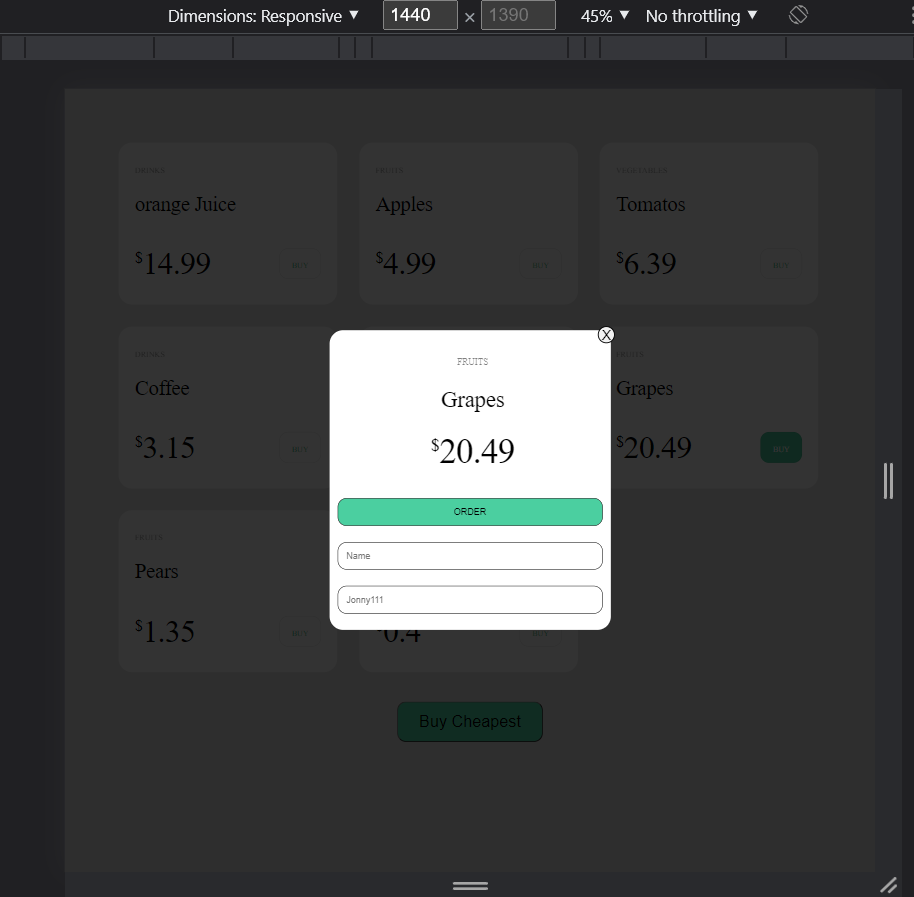 Dimensions: Responsive ▼ 1440 × 1390 45% ▼ No throttling ▼
DRINKS
orange Juice
$14.99
BUY
FRUITS
Apples
$4.99
BUY
VEGETABLES
Tomatos
$6.39
BUY
DRINKS
Coffee
$3.15
BUY
FRUITS
Grapes
$20.49
BUY
X
FRUITS
Grapes
$20.49
ORDER
Name
Jonny111
FRUITS
Pears
$1.35
BUY
0.4
BUY
Buy Cheapest